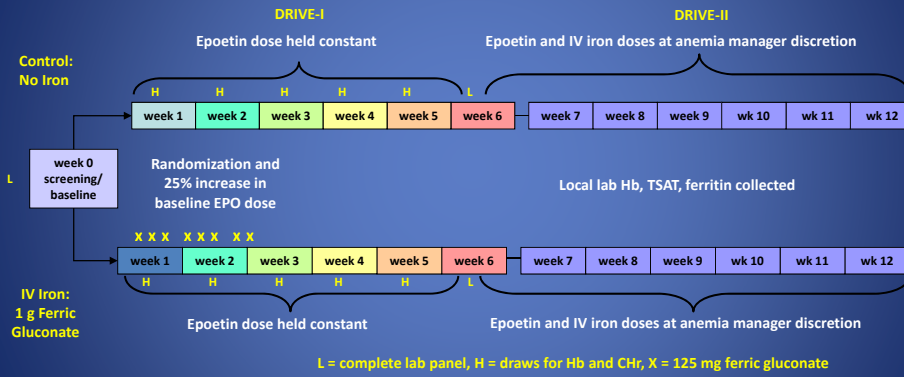 DRIVE-I
DRIVE-II
Epoetin dose held constant
Epoetin and IV iron doses at anemia manager discretion
Control:
No Iron
H H H H H L
week 1 week 2 week 3 week 4 week 5 week 6 week 7 week 8 week 9 wk 10 wk 11 wk 12
L
week 0
screening/
baseline
Randomization and
25% increase in
baseline EPO dose
Local lab Hb, TSAT, ferritin collected
X X X X X X X X
week 1 week 2 week 3 week 4 week 5 week 6 week 7 week 8 week 9 wk 10 wk 11 wk 12
H H H H H L
IV Iron:
1 g Ferric
Gluconate
Epoetin dose held constant
Epoetin and IV iron doses at anemia manager discretion
L = complete lab panel, H = draws for Hb and CHr, X = 125 mg ferric gluconate